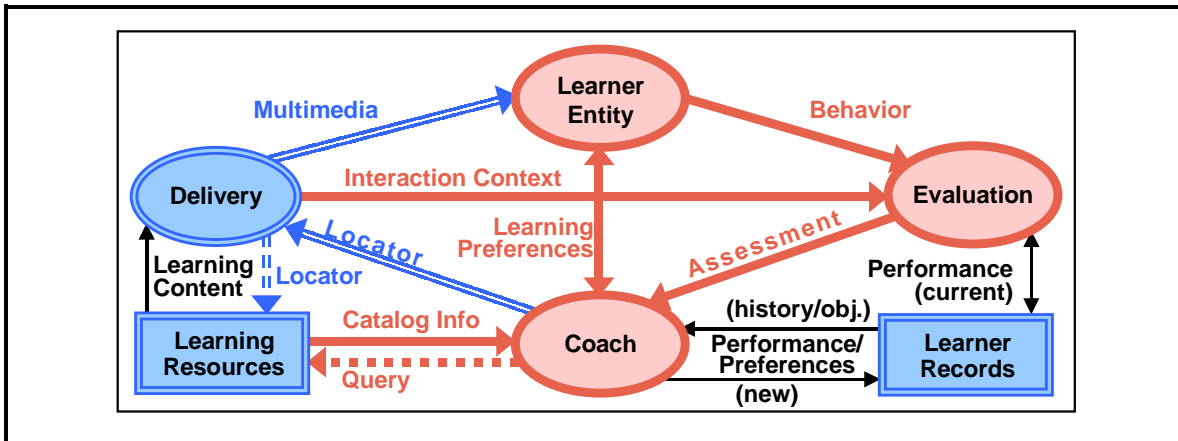 Learner
Entity
Multimedia
Behavior
Delivery
Interaction Context
Evaluation
Learning
Preferences
Locator
Assessment
Learning
Content
Locator
Performance
(current)
Learning
Resources
Catalog Info
Query
Coach
(history/obj.)
Performance/
Preferences
(new)
Learner
Records